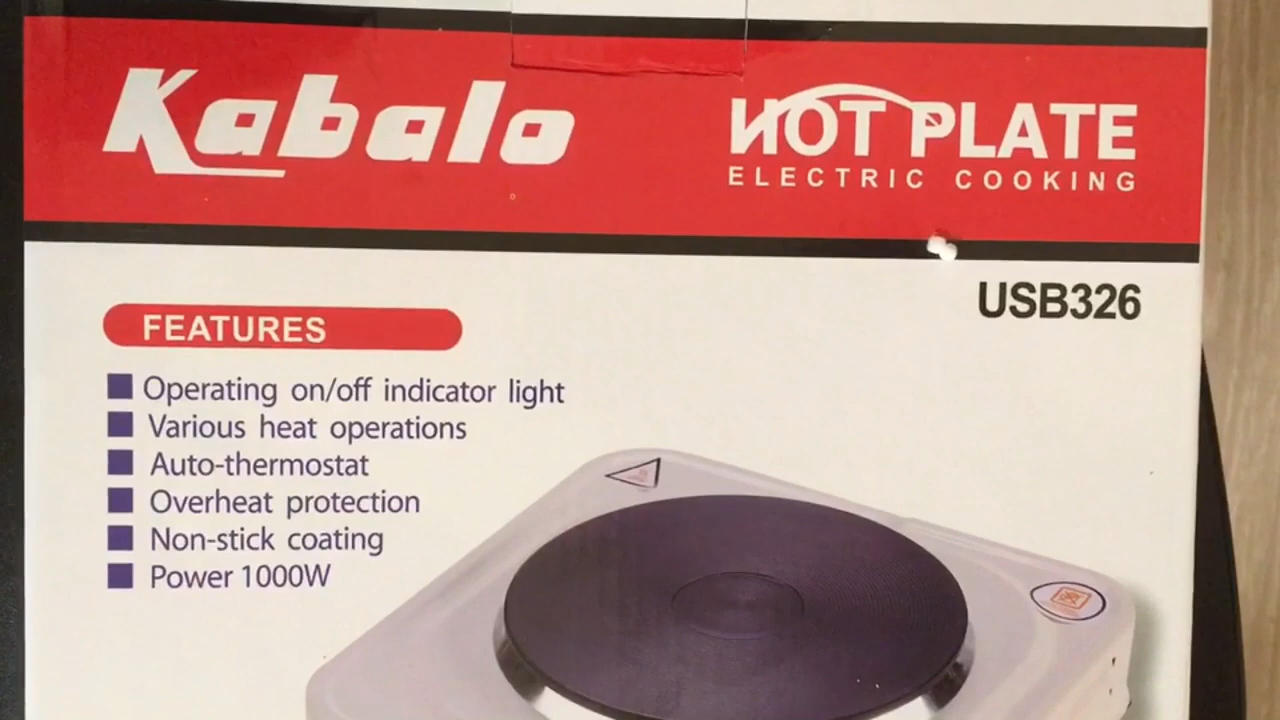 Kabalo
HOT PLATE
ELECTRIC COOKING
USB326
FEATURES
Operating on/off indicator light
Various heat operations
Auto-thermostat
Overheat protection
Non-stick coating
Power 1000W